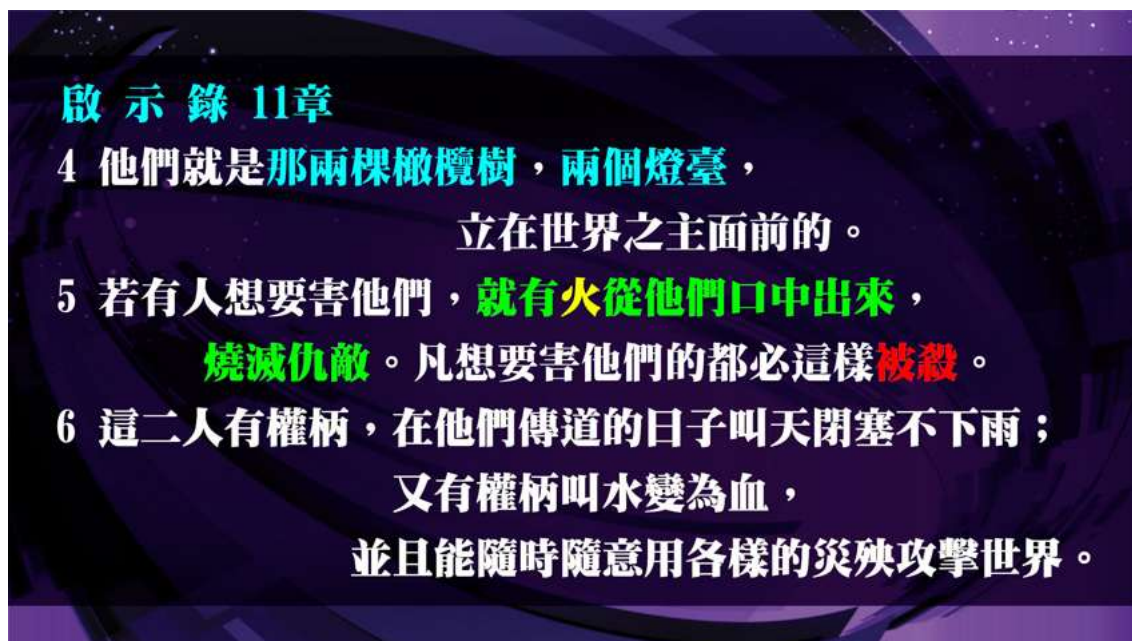 啟 示 錄 11章
4 他們就是那兩棵橄欖樹，兩個燈臺，
立在世界之主面前的。
5 若有人想要害他們，就有火從他們口中出來，
燒滅仇敵。凡想要害他們的都必這樣被殺。
6 這二人有權柄，在他們傳道的日子叫天閉塞不下雨；
又有權柄叫水變為血，
並且能隨時隨意用各樣的災殃攻擊世界。